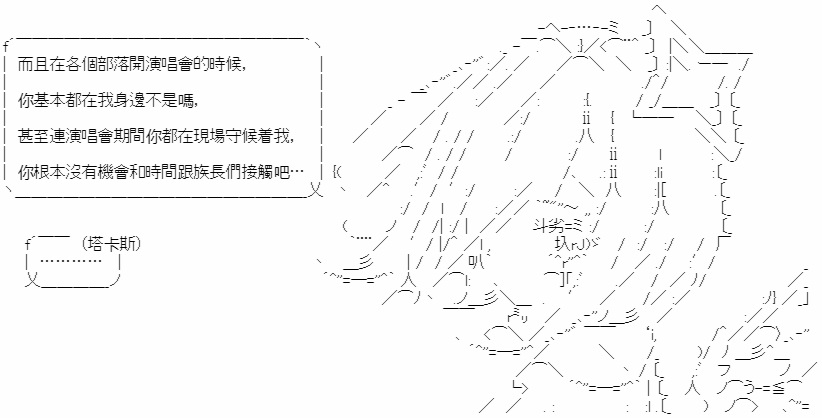 而且在各個部落開演唱會的時候，
你基本都在我身邊不是嗎，
甚至連演唱會期間你都在現場守候着我，
你根本沒有機會和時間跟族長們接觸吧…
（塔卡斯）
…………